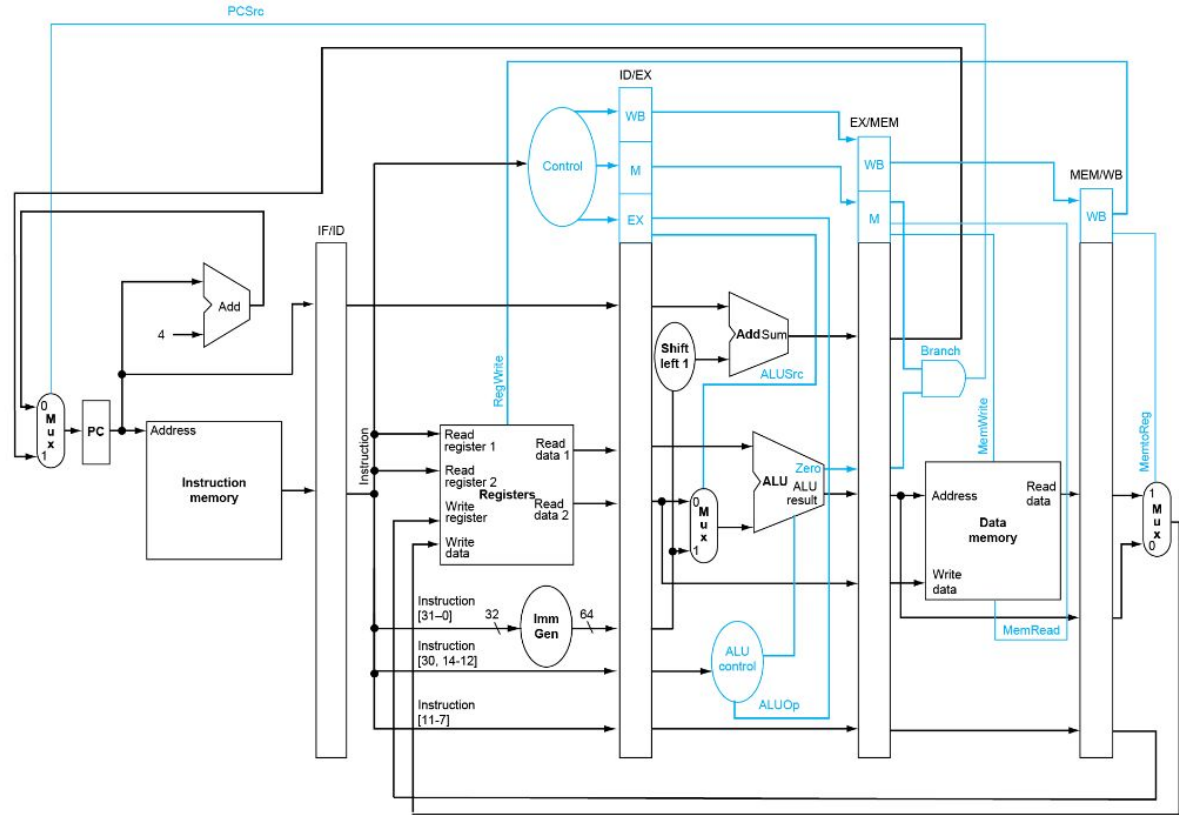 PCSrc
ID/EX
WB
EX/MEM
Control
M
WB
MEM/WB
EX
M
WB
IF/ID
Add
4
Add Sum
Shift
left 1
Branch
ALUSrc
RegWrite
MemWrite
MemtoReg
0
M
u
x
1
PC
Address
Instruction
memory
Instruction
Read
register 1
Read
register 2
Write
register
Write
data
Registers
Read
data 1
Read
data 2
0
M
u
x
1
Zero
ALU
ALU
result
Address
Read
data
Data
memory
Write
data
1
M
u
x
0
MemRead
Instruction
[31–0]
32
Imm
Gen
64
Instruction
[30, 14-12]
ALU
control
Instruction
[11-7]
ALUOp